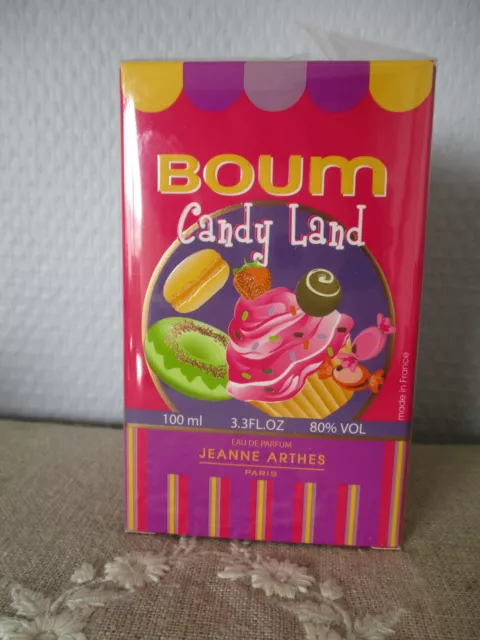 BOUM
Candy Land
made in France
100 ml 3.3FL.OZ 80% VOL
EAU DE PARFUM
JEANNE ARTHES
PARIS